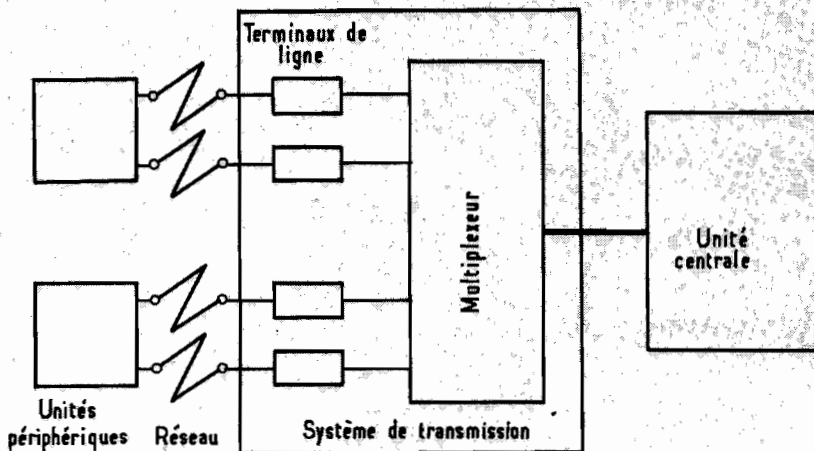 Terminaux de
ligne
Multiplexeur
Unité
centrale
Unités
périphériques
Réseau
Système de transmission